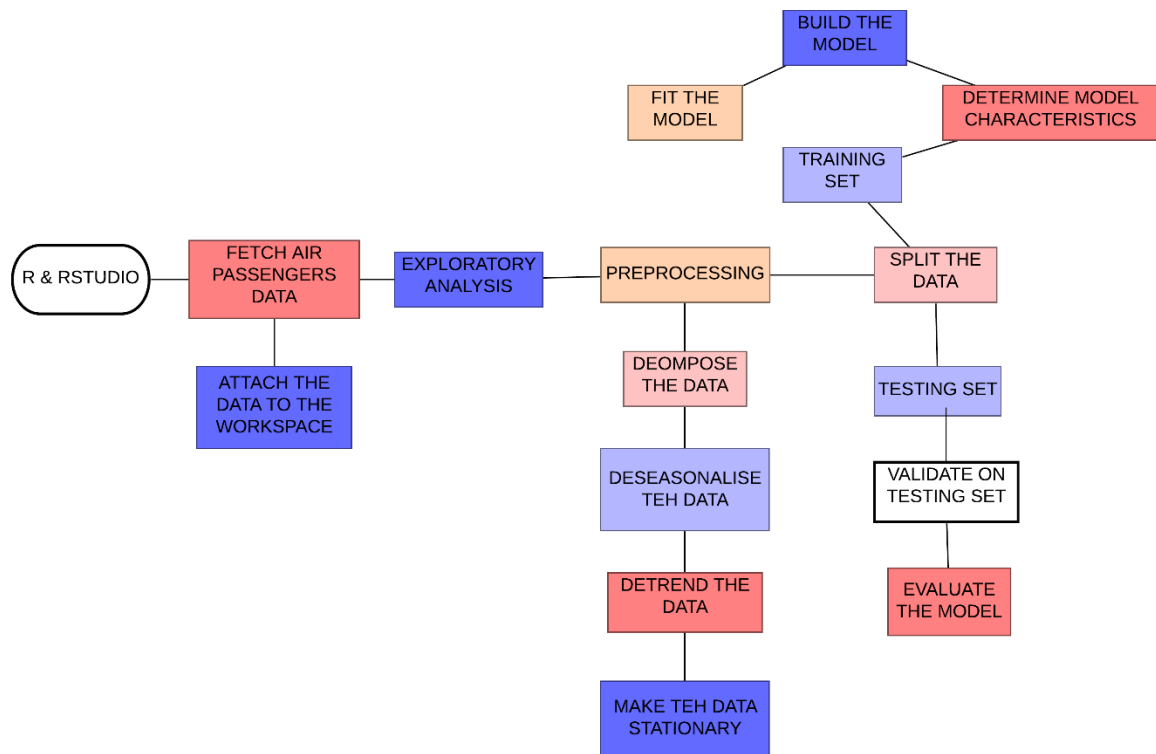 BUILD THE
MODEL
FIT THE
MODEL
DETERMINE MODEL
CHARACTERISTICS
TRAINING
SET
R & RSTUDIO
FETCH AIR
PASSENGERS
DATA
EXPLORATORY
ANALYSIS
PREPROCESSING
SPLIT THE
DATA
ATTACH THE
DATA TO THE
WORKSPACE
DEOMPOSE
THE DATA
TESTING SET
DESEASONALISE
TEH DATA
VALIDATE ON
TESTING SET
DETREND THE
DATA
EVALUATE
THE MODEL
MAKE TEH DATA
STATIONARY